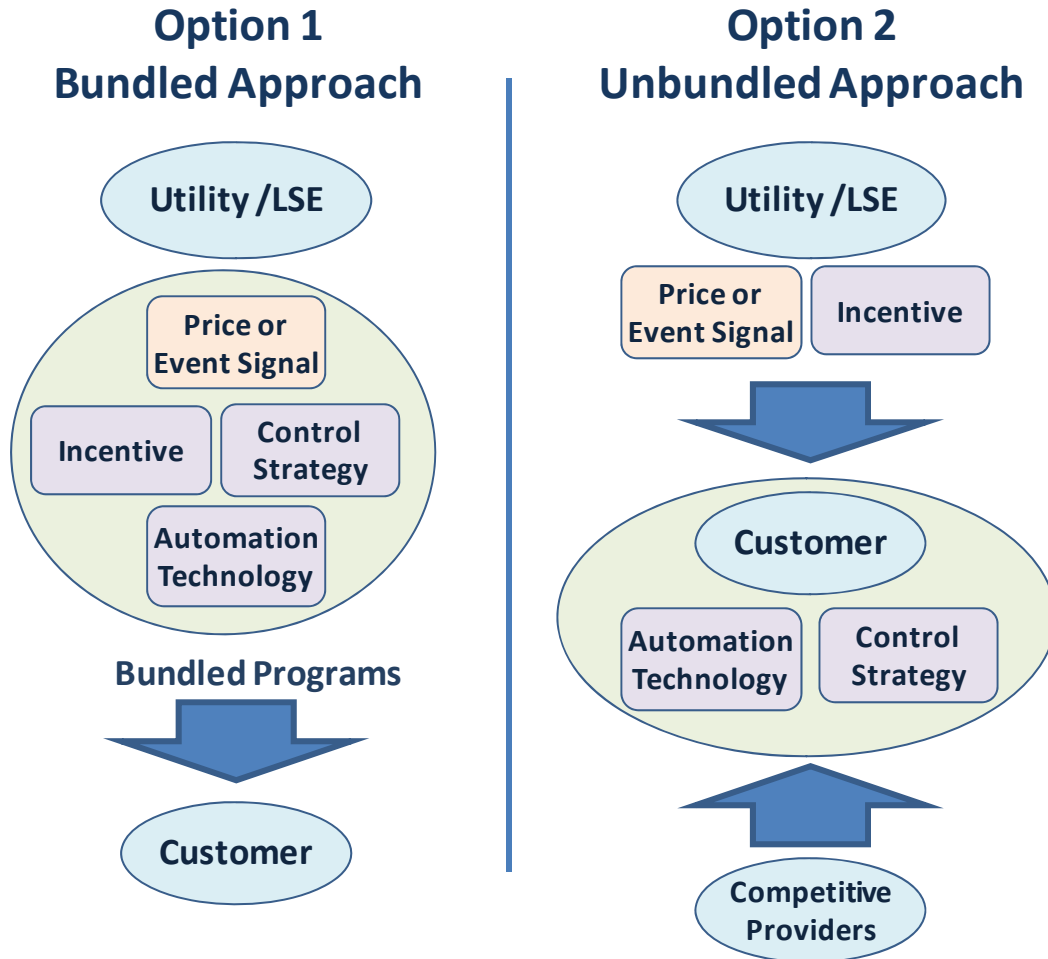 Option 1
Bundled Approach
Utility /LSE
Price or
Event Signal
Incentive
Control
Strategy
Automation
Technology
Bundled Programs
Customer
Option 2
Unbundled Approach
Utility /LSE
Price or
Event Signal
Incentive
Customer
Automation
Technology
Control
Strategy
Competitive
Providers